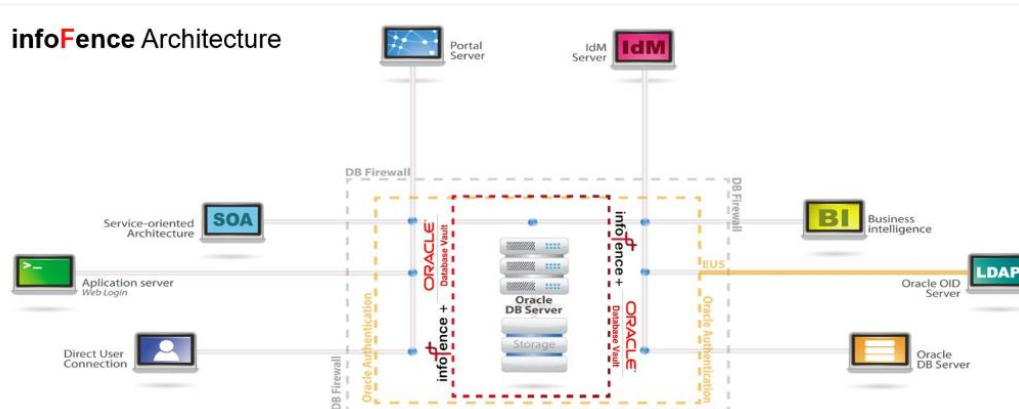 infoFence Architecture
Portal
Server
IdM
Server
IdM
DB Firewall
DB Firewall
Service-oriented
Architecture
SOA
BI
Business
intelligence
ORACLE
Database Vault
infofence +
EUS
>_
Aplication server
Web Login
Oracle
DB Server
LDAP
Oracle OID
Server
Oracle Authentication
infofence +
ORACLE
Database Vault
Oracle Authentication
Storage
Direct User
Connection
Oracle
DB Server
DB Firewall